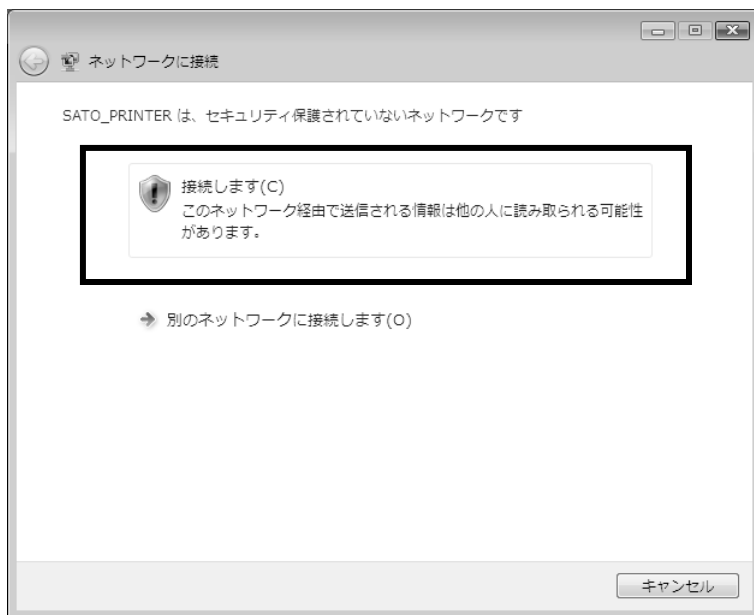 ネットワークに接続
SATO_PRINTER は、セキュリティ保護されていないネットワークです
接続します(C)
このネットワーク経由で送信される情報は他の人に読み取られる可能性
があります。
別のネットワークに接続します(O)
キャンセル